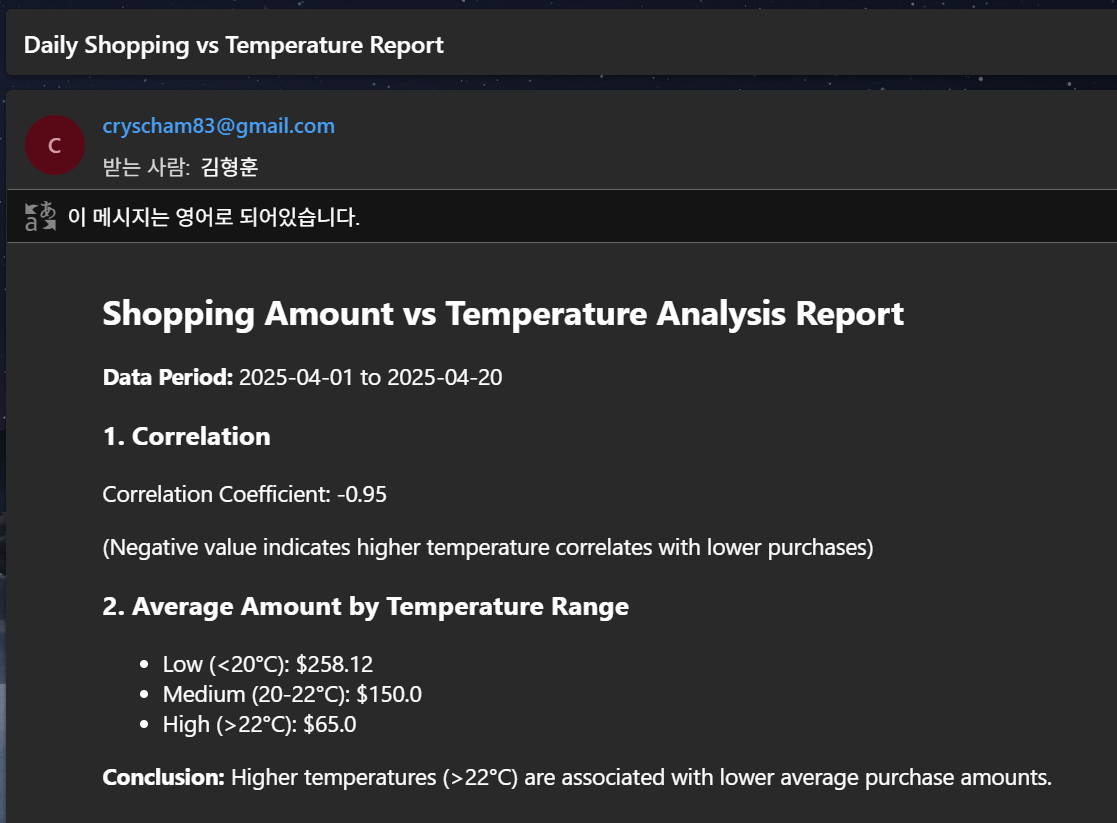 Daily Shopping vs Temperature Report
C
cryscham83@gmail.com
받는 사람: 김형훈
이 메시지는 영어로 되어있습니다.
Shopping Amount vs Temperature Analysis Report
Data Period: 2025-04-01 to 2025-04-20
1. Correlation
Correlation Coefficient: -0.95
(Negative value indicates higher temperature correlates with lower purchases)
2. Average Amount by Temperature Range
• Low (<20°C): $258.12
• Medium (20-22°C): $150.0
• High (>22°C): $65.0
Conclusion: Higher temperatures (>22°C) are associated with lower average purchase amounts.